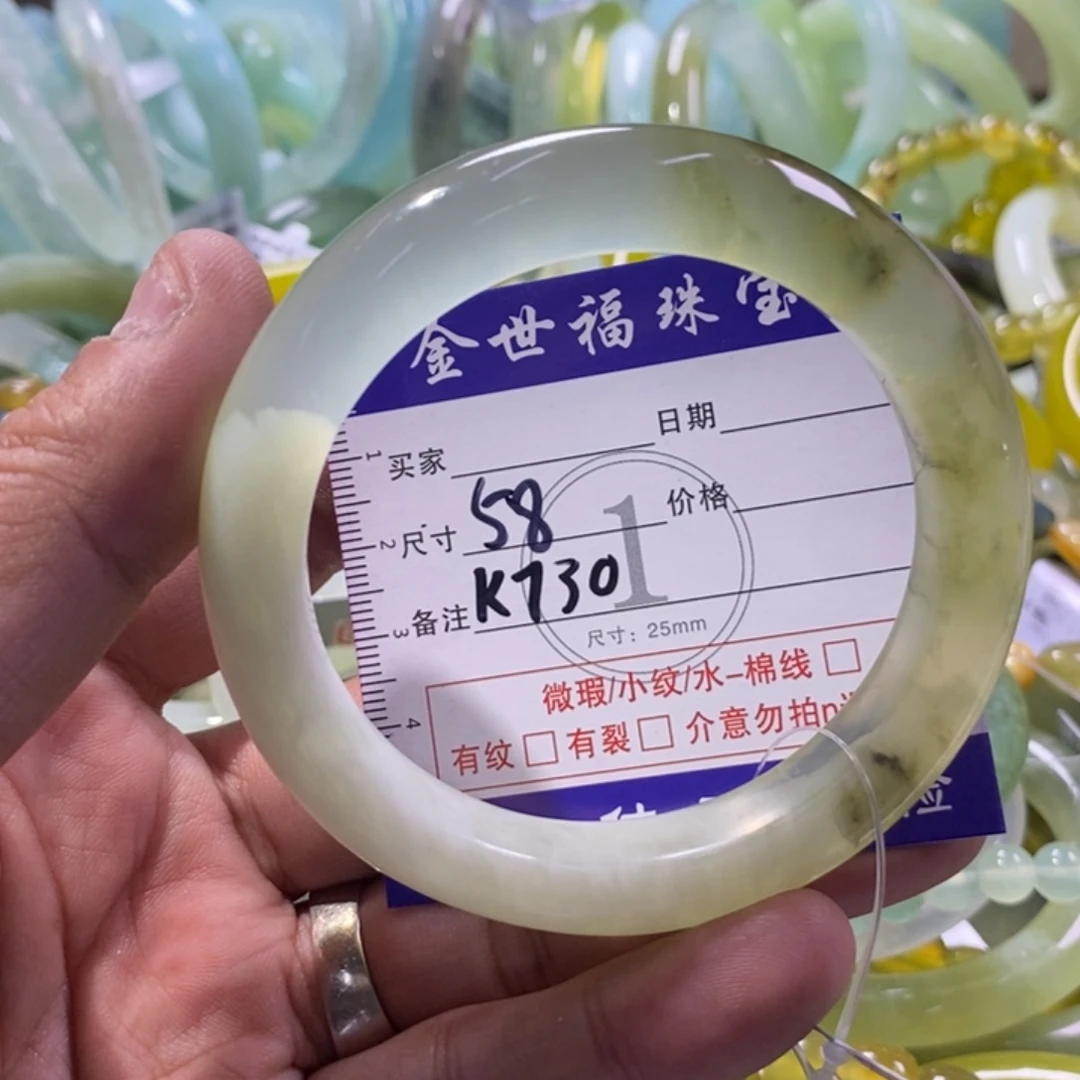 金世福珠宝
日期
买家
价格
尺寸 58
备注 K730
1
尺寸：25mm
微瑕/小纹/水-棉线 □
有纹 □ 有裂 □ 介意勿拍
1
2
3
4